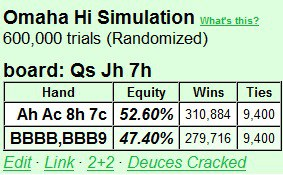 Omaha Hi Simulation What's this?
600,000 trials (Randomized)
board: Qs Jh 7h
Hand Equity Wins Ties
Ah Ac 8h 7c 52.60% 310,884 9,400
BBBB,BBB9 47.40% 279,716 9,400
Edit · Link · 2+2 · Deuces Cracked